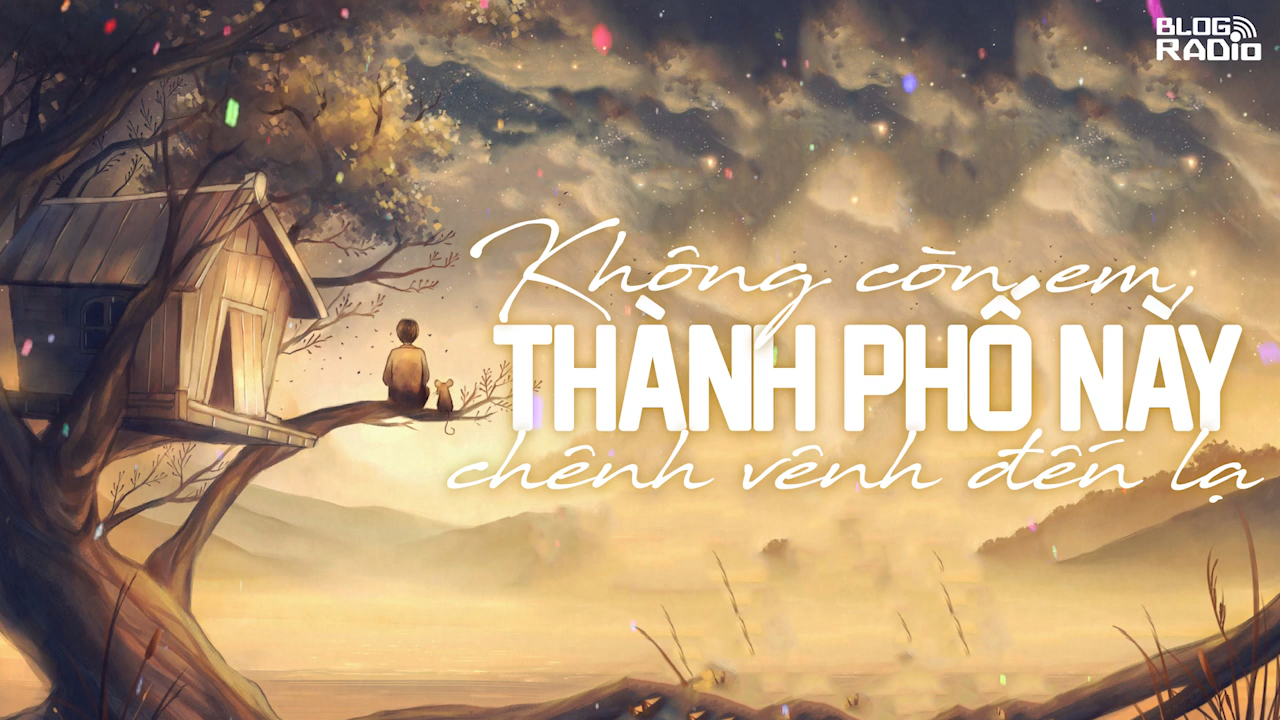 BLOG
RADIO
Không còn em,
THÀNH PHỐ NÀY
chênh vênh đến lạ